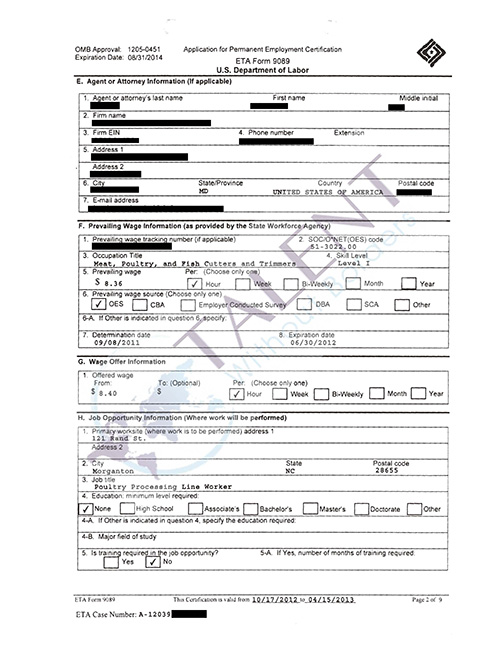 OMB Approval: 1205-0451 Application for Permanent Employment Certification
Expiration Date: 08/31/2014 ETA Form 9089
U.S. Department of Labor
E. Agent or Attorney Information (If applicable)
1. Agent or attorney's last name First name Middle initial
2. Firm name
3. Firm EIN 4. Phone number Extension
5. Address 1
Address 2
6. City State/Province Country Postal code
MD UNITED STATES OF AMERICA
7. E-mail address
F. Prevailing Wage Information (as provided by the State Workforce Agency)
1. Prevailing wage tracking number (if applicable) 2. SOC/O*NET(OES) code
51-3022.00
3. Occupation Title 4. Skill Level
Meat, Poultry, and Fish Cutters and Trimmers Level I
5. Prevailing wage Per: (Choose only one)
$ 8.36 ✓ Hour Week Bi-Weekly Month Year
6. Prevailing wage source (Choose only one)
✓ OES CBA Employer Conducted Survey DBA SCA Other
6-A. If Other is indicated in question 6, specify:
7. Determination date 8. Expiration date
09/08/2011 06/30/2012
G. Wage Offer Information
1. Offered wage
From: To: (Optional) Per: (Choose only one)
$ 8.40 $ ✓ Hour Week Bi-Weekly Month Year
H. Job Opportunity Information (Where work will be performed)
1. Primary worksite (where work is to be performed) address 1
121 Rand St.
Address 2
2. City State Postal code
Morganton NC 28655
3. Job title
Poultry Processing Line Worker
4. Education: minimum level required:
✓ None High School Associate's Bachelor's Master's Doctorate Other
4-A. If Other is indicated in question 4, specify the education required:
4-B. Major field of study
5. Is training required in the job opportunity? 5-A. If Yes, number of months of training required:
Yes ✓ No
ETA Form 9089 This Certification is valid from 10/17/2012 to 04/15/2013 Page 2 of 9
ETA Case Number: A-12039
TALENT
Without Borders